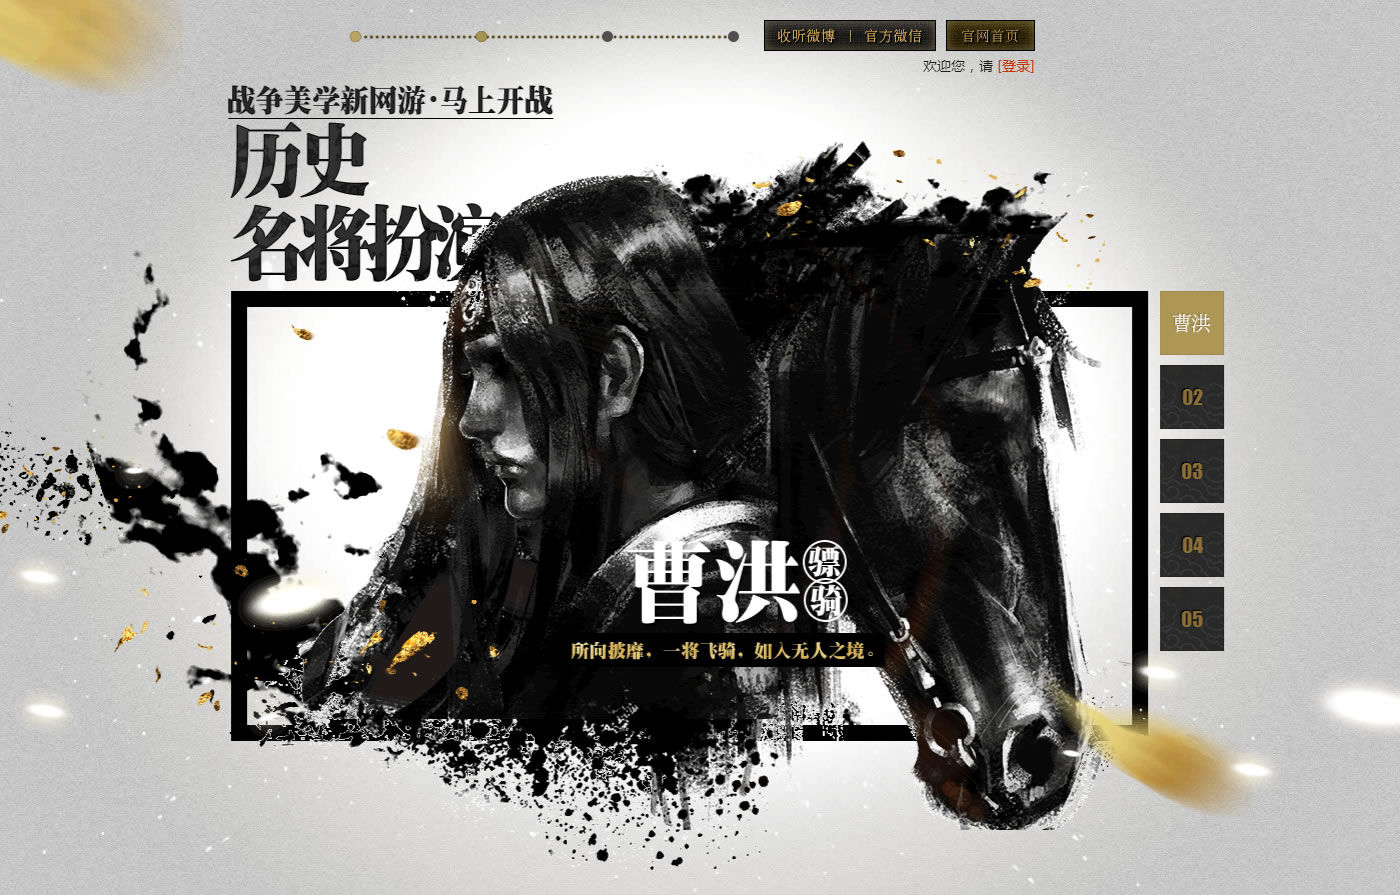 收听微博 | 官方微信
官网首页
欢迎您，请 [登录]
战争美学新网游·马上开战
历史
名将扮演
曹洪
02
03
04
05
曹洪 骠骑
所向披靡，一将飞骑，如入无人之境。